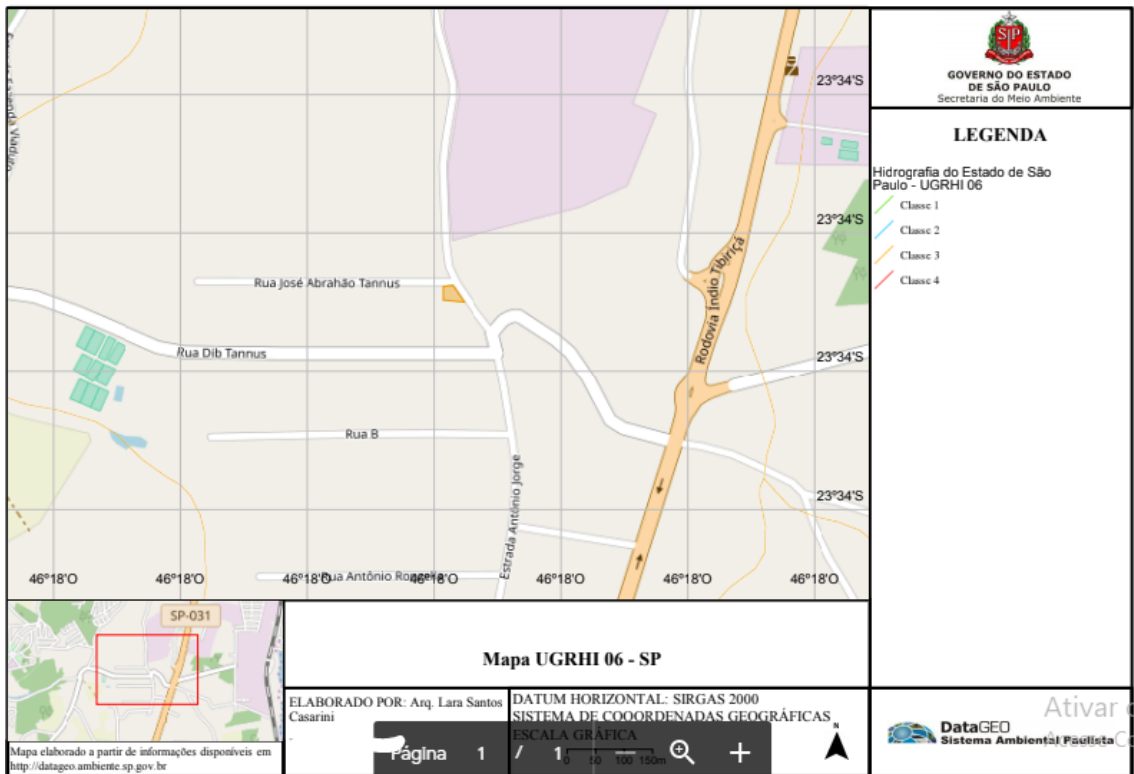 23°34'S
23°34'S
Rodovia Índio Tibiriçá
Rua José Abrahão Tannus
Rua Dib Tannus
23°34'S
Rua B
Estrada Antônio Jorge
23°34'S
Rua Antônio
46°18'O 46°18'O 46°18'O 46°18'O 46°18'O 46°18'O 46°18'O
SP
GOVERNO DO ESTADO
DE SÃO PAULO
Secretaria do Meio Ambiente
LEGENDA
Hidrografia do Estado de São
Paulo - UGRHI 06
Classe 1
Classe 2
Classe 3
Classe 4
SP-031
Mapa elaborado a partir de informações disponíveis em
http://datageo.ambiente.sp.gov.br
Mapa UGRHI 06 - SP
ELABORADO POR: Arq. Lara Santos
Casarini
DATUM HORIZONTAL: SIRGAS 2000
SISTEMA DE COOORDENADAS GEOGRÁFICAS
ESCALA GRÁFICA
0 50 100 150m
N
Página 1 / 1
DataGEO
Sistema Ambiental Paulista
Ativar